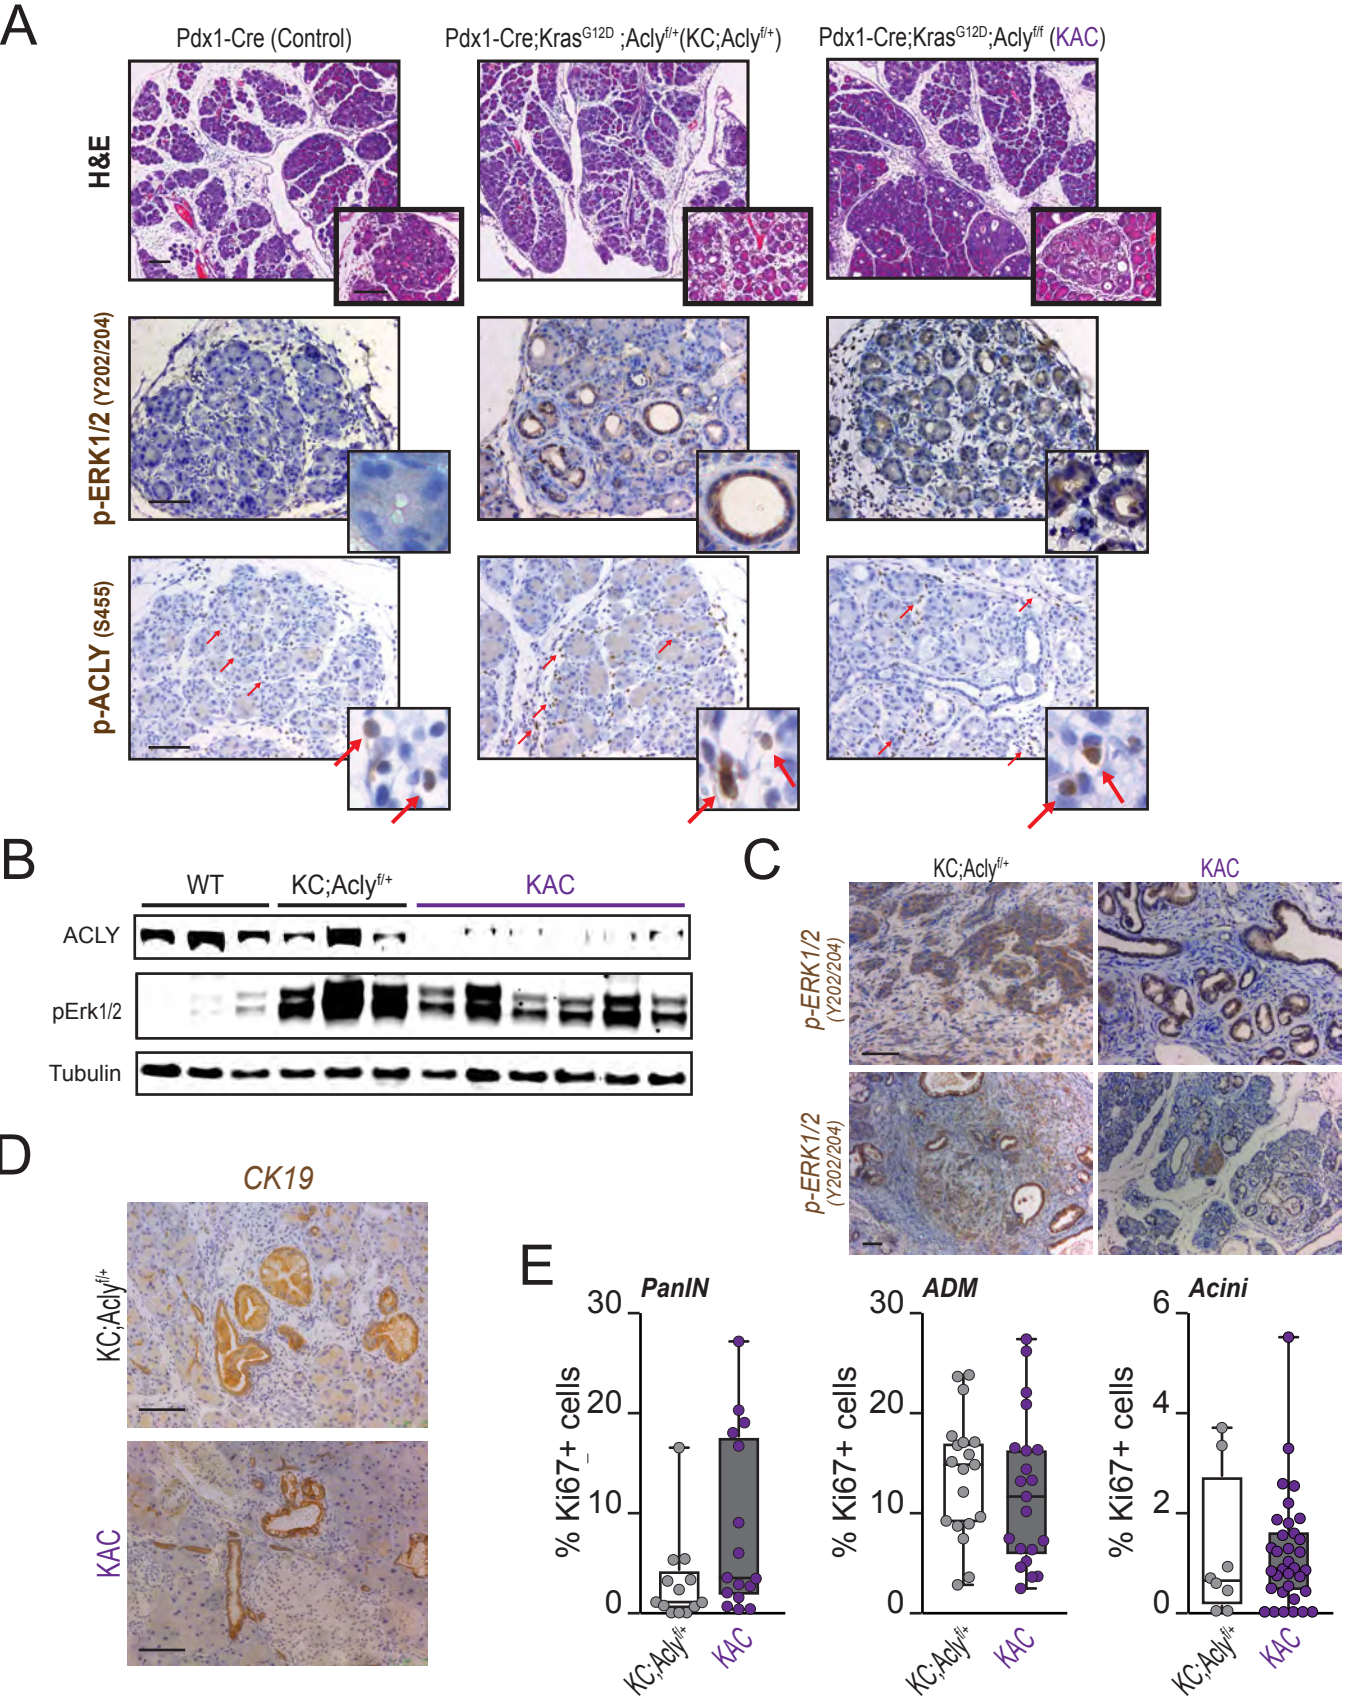 A
Pdx1-Cre (Control)
Pdx1-Cre;KrasG12D ;Aclyf/+(KC;Aclyf/+)
Pdx1-Cre;KrasG12D;Aclyf/f (KAC)
H&E
p-ERK1/2 (Y202/204)
p-ACLY (S455)
B
WT
KC;Aclyf/+
KAC
ACLY
pErk1/2
Tubulin
C
KC;Aclyf/+
KAC
p-ERK1/2
(Y202/204)
p-ERK1/2
(Y202/204)
D
CK19
KC;Aclyf/+
KAC
E
PanIN
% Ki67_+ cells
30
20
10
0
KC;Aclyf/+
KAC
ADM
% Ki67+ cells
30
20
10
0
KC;Aclyf/+
KAC
Acini
% Ki67+ cells
6
4
2
0
KC;Aclyf/+
KAC